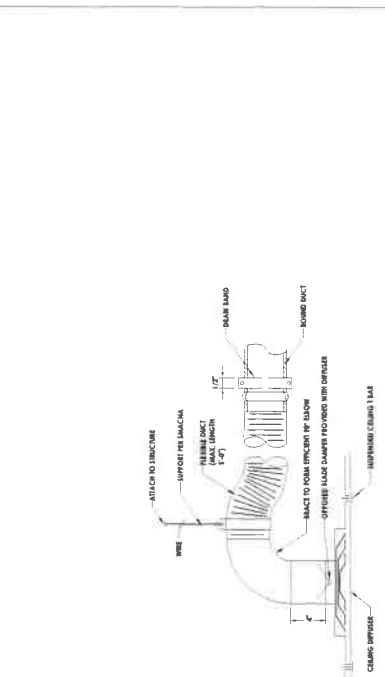 ATTACH TO STRUCTURE
SUPPORT PER SMACNA
WIRE
FLEXIBLE DUCT
(MAX. LENGTH
5'-0")
1/2"
DRAW BAND
ROUND DUCT
BRACE TO FORM EFFICIENT 90° ELBOW
OPPOSED BLADE DAMPER PROVIDED WITH DIFFUSER
4"
SUSPENDED CEILING T BAR
CEILING DIFFUSER